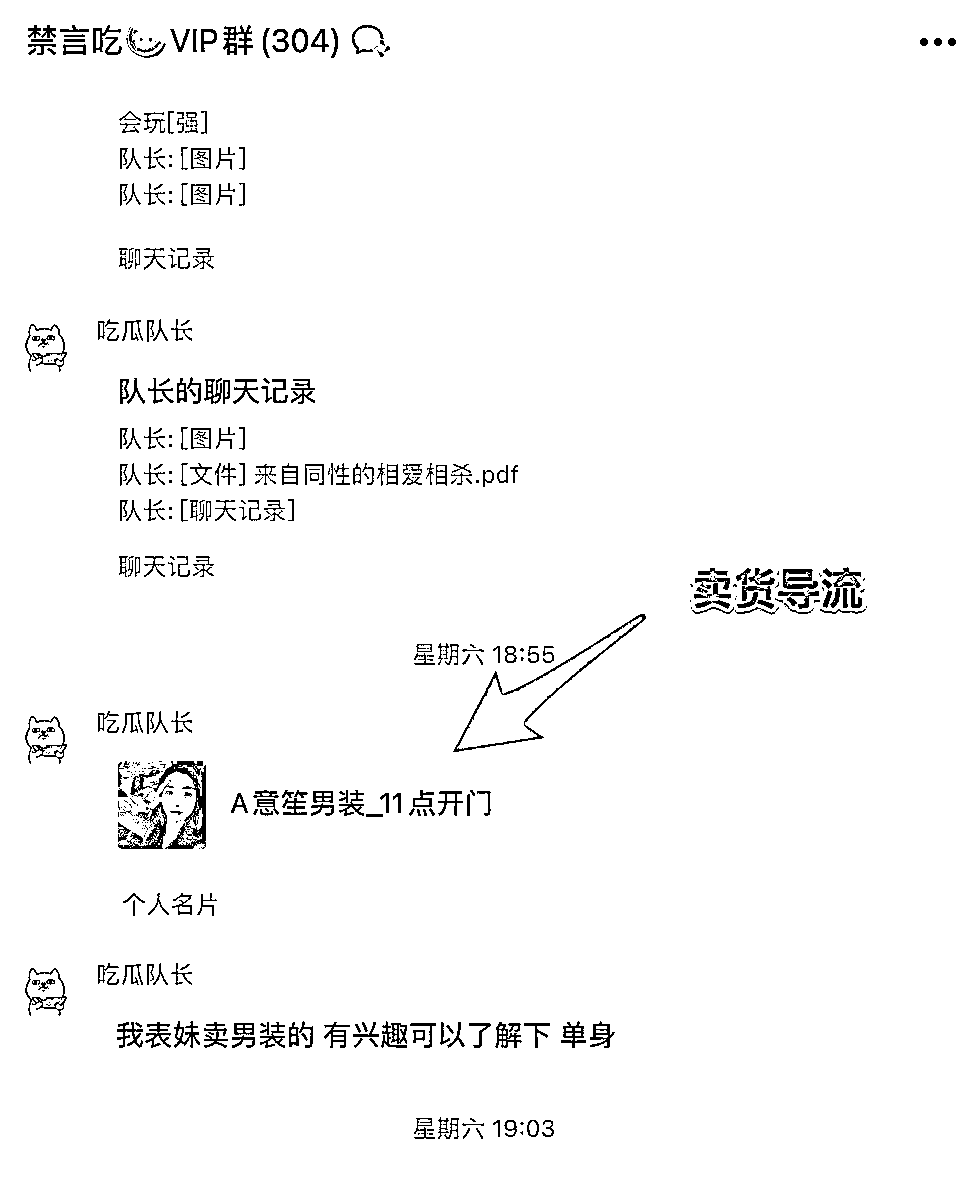 禁言吃🍉VIP群(304)
会玩[强]
队长: [图片]
队长: [图片]
聊天记录
吃瓜队长
队长的聊天记录
队长: [图片]
队长: [文件] 来自同性的相爱相杀.pdf
队长: [聊天记录]
聊天记录
卖货导流
星期六 18:55
吃瓜队长
A意笙男装_11点开门
个人名片
吃瓜队长
我表妹卖男装的 有兴趣可以了解下 单身
星期六 19:03